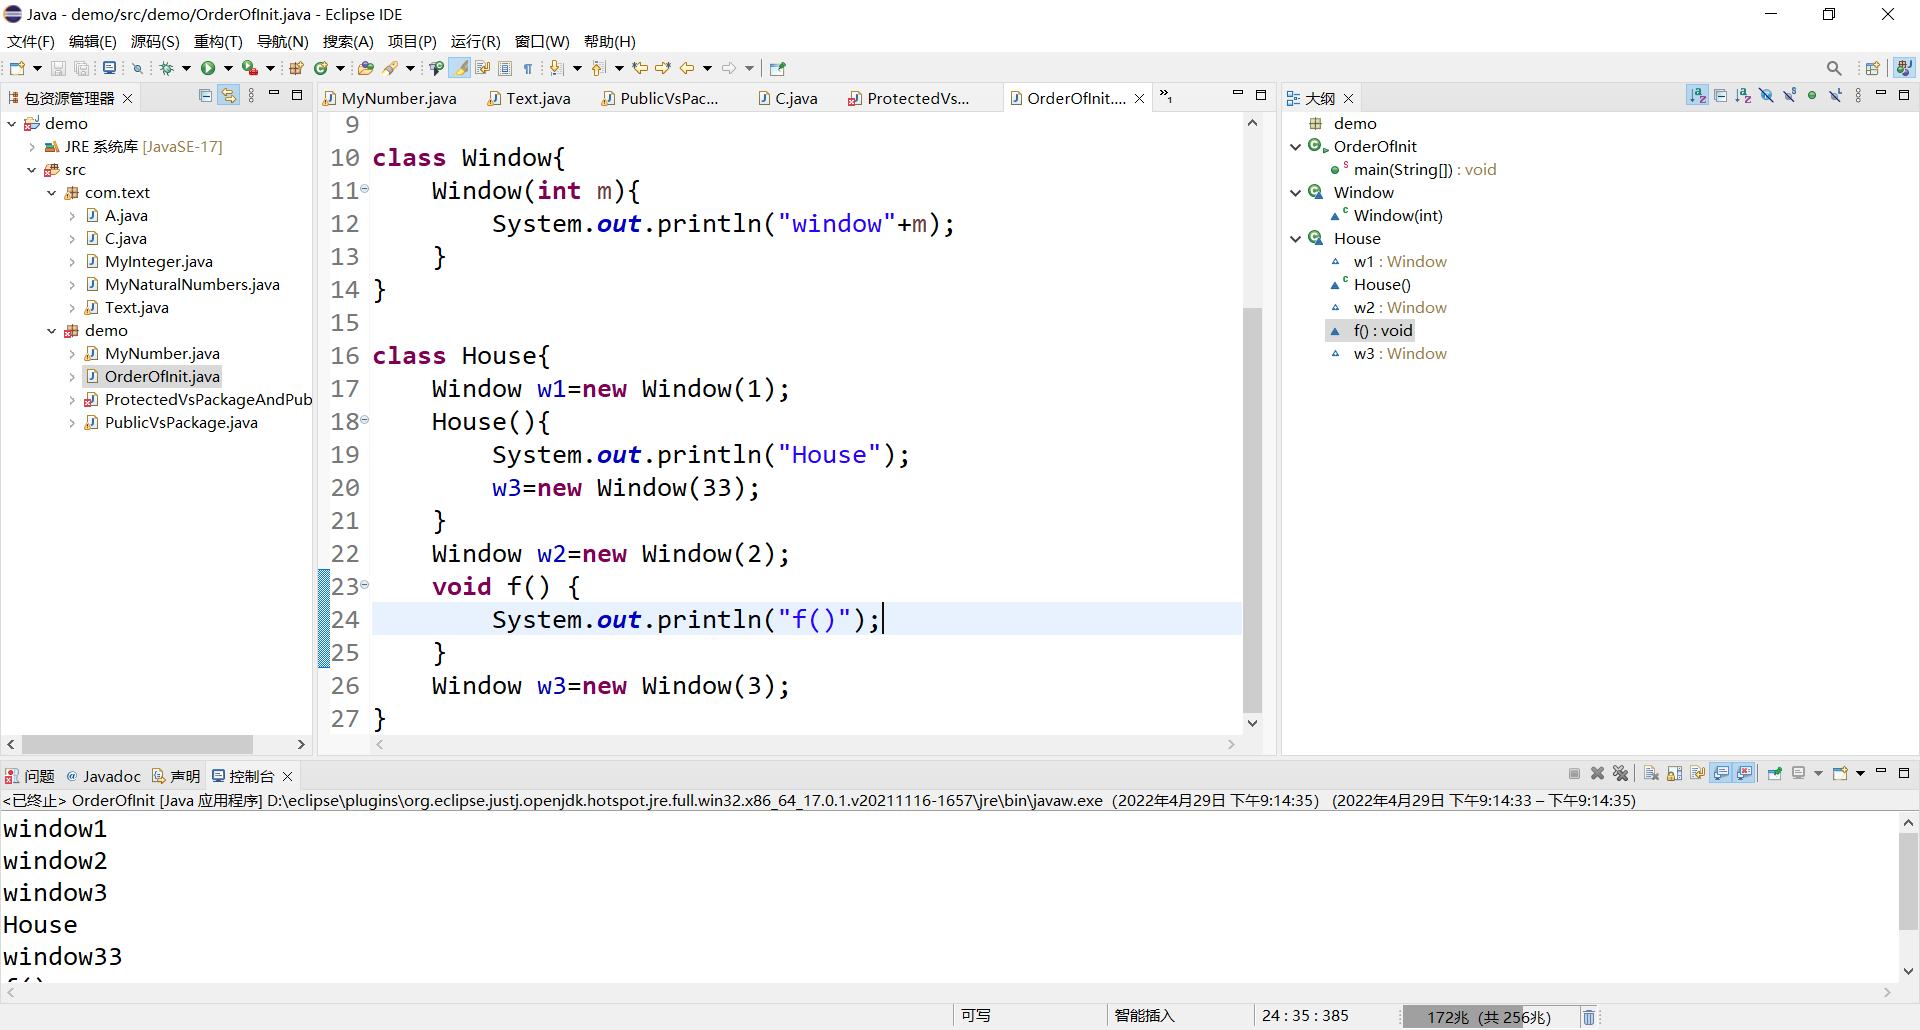 Java - demo/src/demo/OrderOfInit.java - Eclipse IDE
文件(F) 编辑(E) 源码(S) 重构(T) 导航(N) 搜索(A) 项目(P) 运行(R) 窗口(W) 帮助(H)
包资源管理器
demo
JRE 系统库 [JavaSE-17]
src
com.text
A.java
C.java
MyInteger.java
MyNaturalNumbers.java
Text.java
demo
MyNumber.java
OrderOfInit.java
ProtectedVsPackageAndPub
PublicVsPackage.java
MyNumber.java Text.java PublicVsPac... C.java ProtectedVs... OrderOfInit.... »1
9
10 class Window{
11 Window(int m){
12 System.out.println("window"+m);
13 }
14 }
15
16 class House{
17 Window w1=new Window(1);
18 House(){
19 System.out.println("House");
20 w3=new Window(33);
21 }
22 Window w2=new Window(2);
23 void f() {
24 System.out.println("f()");
25 }
26 Window w3=new Window(3);
27 }
大纲
demo
OrderOfInit
main(String[]) : void
Window
Window(int)
House
w1 : Window
House()
w2 : Window
f() : void
w3 : Window
问题 @ Javadoc 声明 控制台
<已终止> OrderOfInit [Java 应用程序] D:\eclipse\plugins\org.eclipse.justj.openjdk.hotspot.jre.full.win32.x86_64_17.0.1.v20211116-1657\jre\bin\javaw.exe (2022年4月29日 下午9:14:35) (2022年4月29日 下午9:14:33 – 下午9:14:35)
window1
window2
window3
House
window33
f()
可写 智能插入 24 : 35 : 385 172兆 (共 256兆)